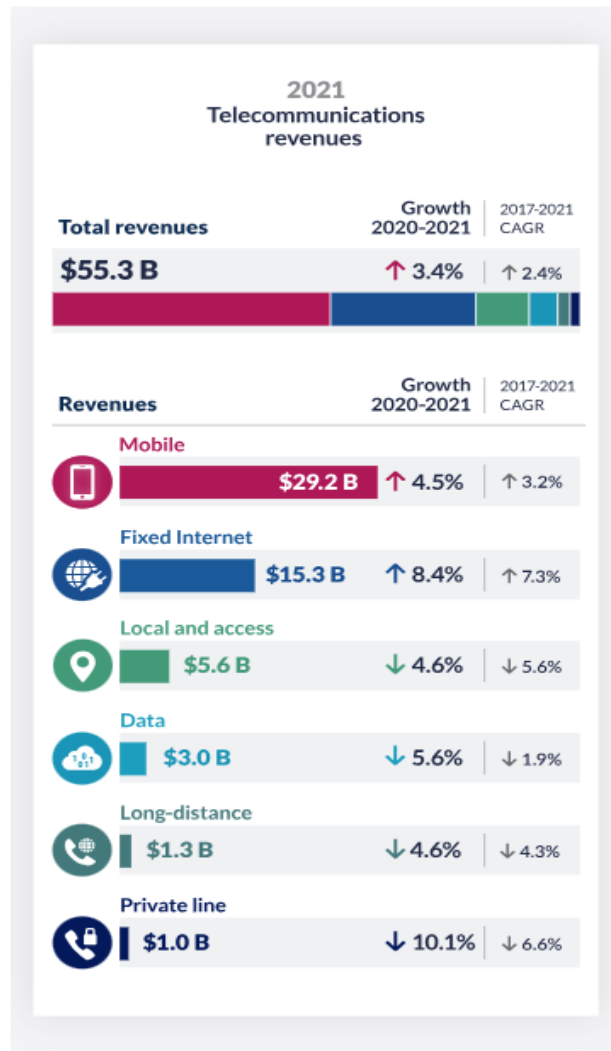 2021
Telecommunications
revenues
Total revenues
Growth
2020-2021
2017-2021
CAGR
$55.3 B
↑ 3.4%
↑ 2.4%
Revenues
Growth
2020-2021
2017-2021
CAGR
Mobile
$29.2 B
↑ 4.5%
↑ 3.2%
Fixed Internet
$15.3 B
↑ 8.4%
↑ 7.3%
Local and access
$5.6 B
↓ 4.6%
↓ 5.6%
Data
$3.0 B
↓ 5.6%
↓ 1.9%
Long-distance
$1.3 B
↓ 4.6%
↓ 4.3%
Private line
$1.0 B
↓ 10.1%
↓ 6.6%